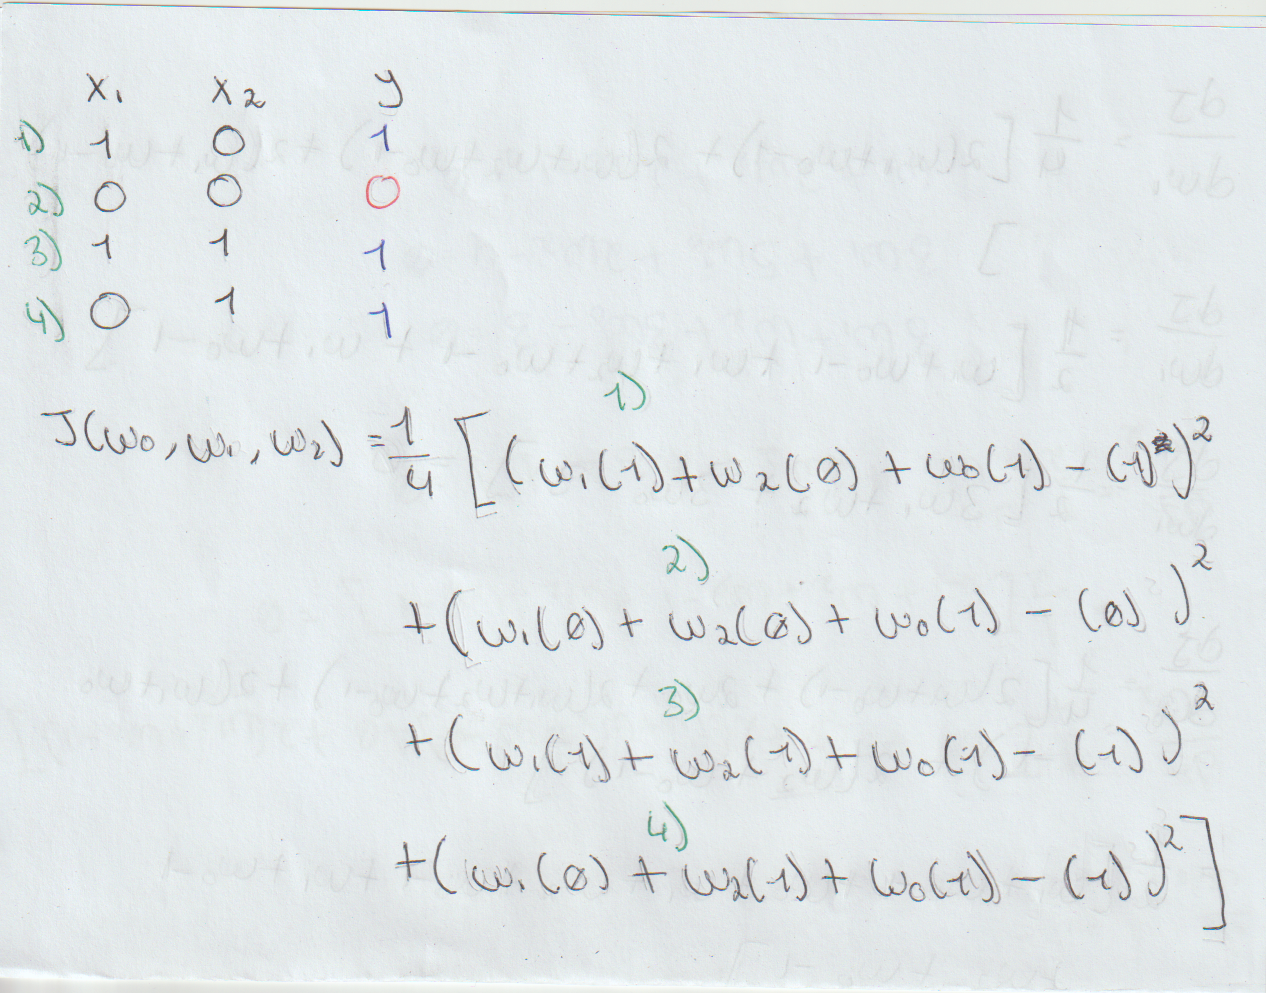 x₁ x₂ y
1) 1 0 1
2) 0 0 0
3) 1 1 1
4) 0 1 1
1)
J(w₀, w₁, w₂) = 1/4 [ (w₁(1) + w₂(0) + w₀(1) - (1))²
2)
+ (w₁(0) + w₂(0) + w₀(1) - (0))²
3)
+ (w₁(1) + w₂(1) + w₀(1) - (1))²
4)
+ (w₁(0) + w₂(1) + w₀(1) - (1))² ]